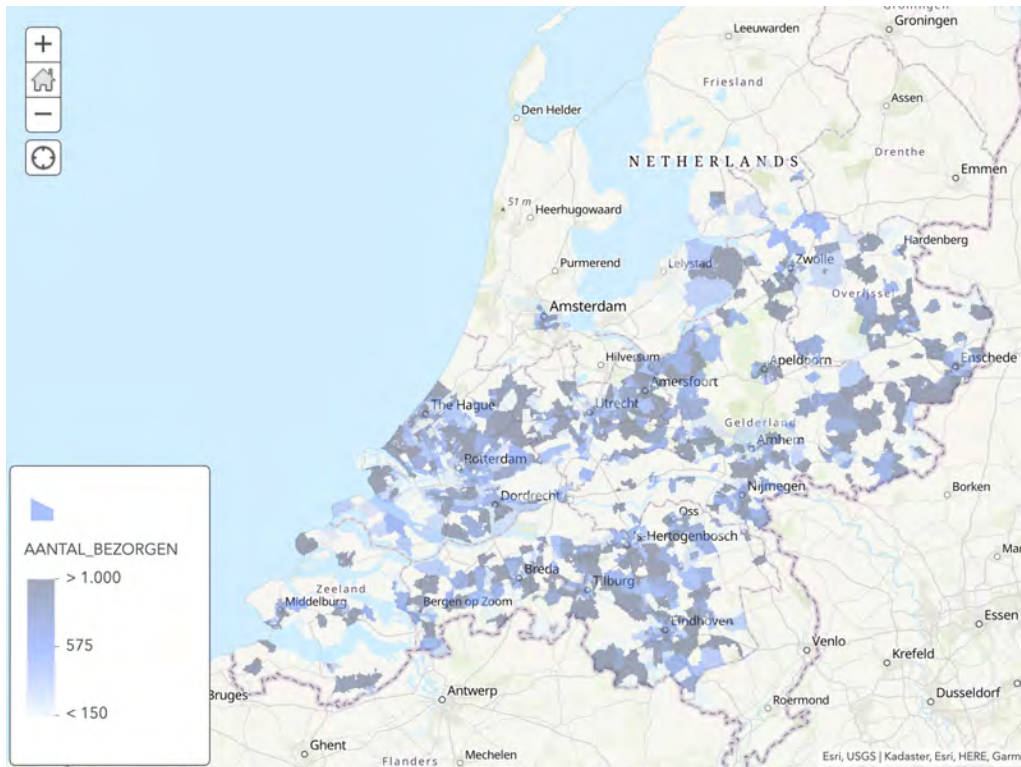 Groningen
Leeuwarden
Groningen
Friesland
Assen
Den Helder
Drenthe
NETHERLANDS
Emmen
51 m
Heerhugowaard
Hardenberg
Purmerend
Lelystad
Zwolle
Overijssel
Amsterdam
Hilversum
Apeldoorn
Enschede
Amersfoort
The Hague
Utrecht
Gelderland
Arnhem
Rotterdam
Nijmegen
Borken
Dordrecht
Oss
's-Hertogenbosch
Mar
AANTAL_BEZORGEN
> 1.000
Breda
Tilburg
Zeeland
Middelburg
Bergen op Zoom
Essen
Eindhoven
575
Venlo
Krefeld
Bruges
Antwerp
Roermond
Dusseldorf
< 150
Ghent
Mechelen
Flanders
Esri, USGS | Kadaster, Esri, HERE, Garm